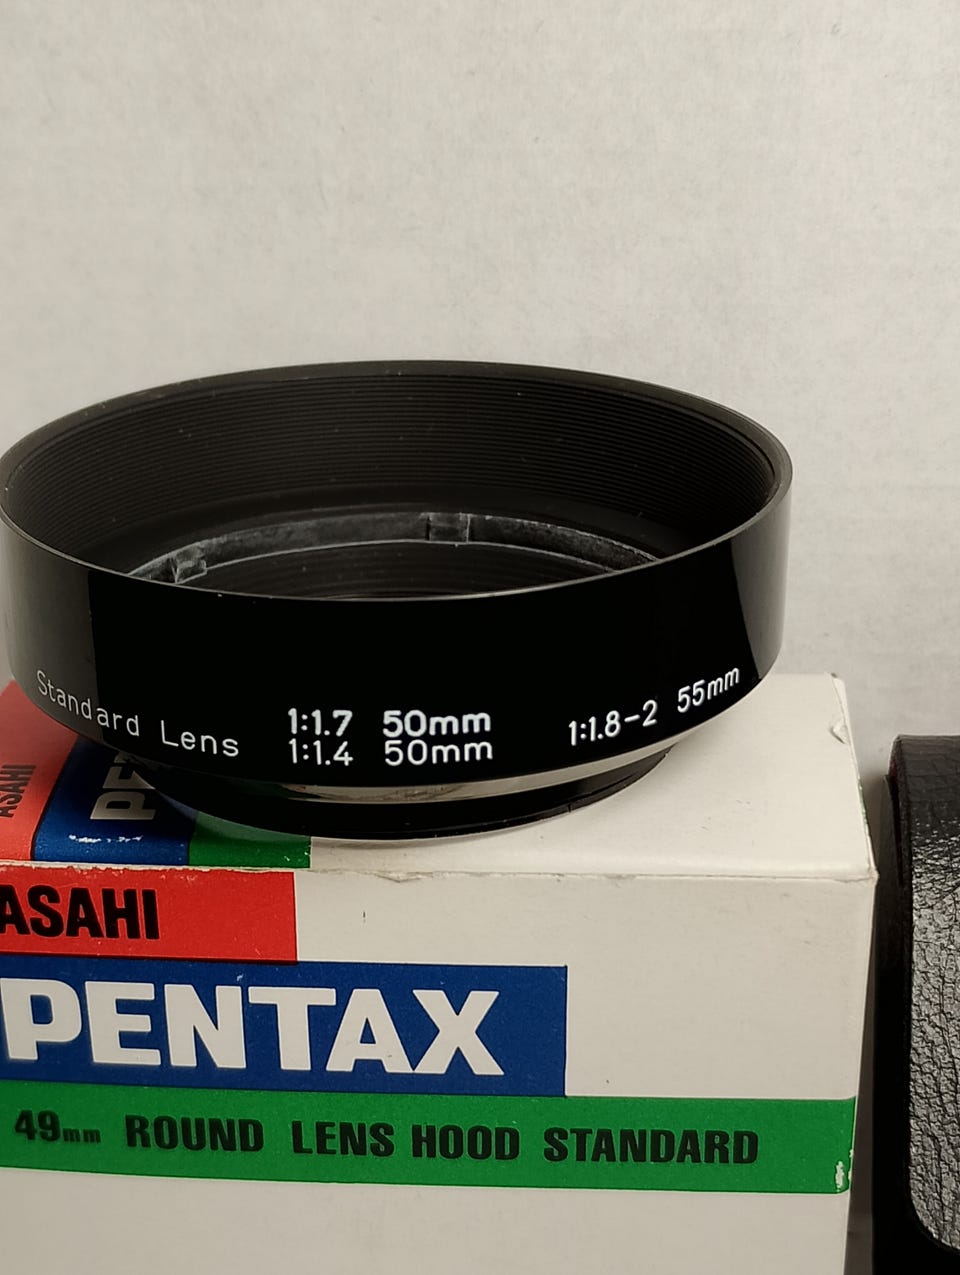 Standard Lens
1:1.7 50mm
1:1.4 50mm
1:1.8-2 55mm
ASAHI
PE
ASAHI
PENTAX
49mm ROUND LENS HOOD STANDARD